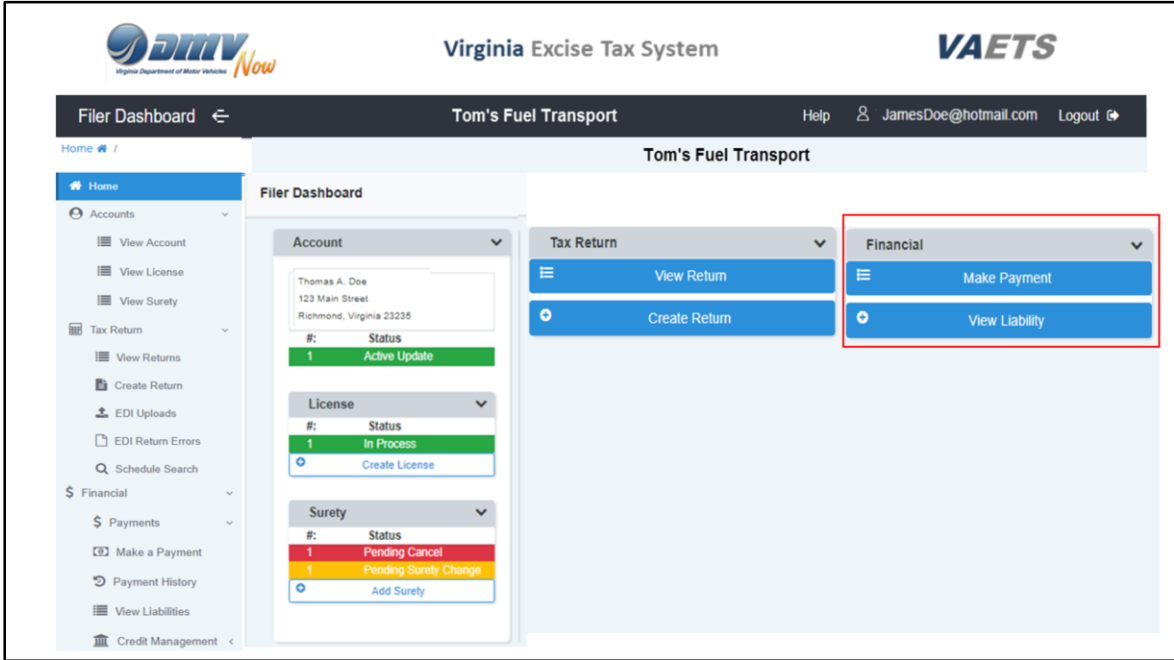 DMV Now
Virginia Department of Motor Vehicles
Virginia Excise Tax System
VAETS
Filer Dashboard
Tom's Fuel Transport
Help
JamesDoe@hotmail.com
Logout
Home /
Tom's Fuel Transport
Home
Accounts
View Account
View License
View Surety
Tax Return
View Returns
Create Return
EDI Uploads
EDI Return Errors
Schedule Search
$ Financial
$ Payments
Make a Payment
Payment History
View Liabilities
Credit Management
Filer Dashboard
Account
Thomas A. Doe
123 Main Street
Richmond, Virginia 23235
#: Status
1 Active Update
License
#: Status
1 In Process
Create License
Surety
#: Status
1 Pending Cancel
1 Pending Surety Change
Add Surety
Tax Return
View Return
Create Return
Financial
Make Payment
View Liability